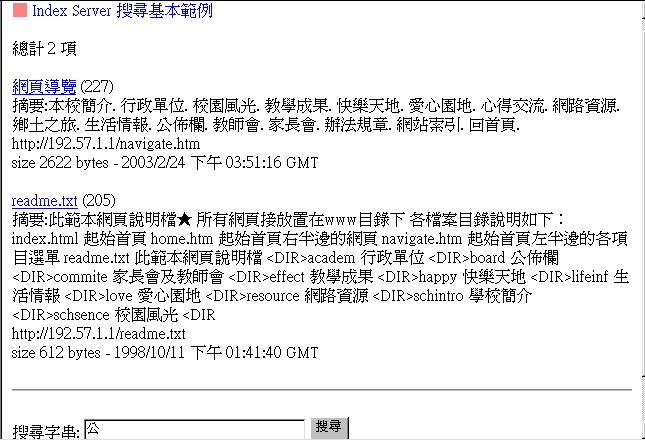 Index Server 搜尋基本範例
總計 2 項
網頁導覽 (227)
摘要:本校簡介. 行政單位. 校園風光. 教學成果. 快樂天地. 愛心園地. 心得交流. 網路資源.
鄉土之旅. 生活情報. 公佈欄. 教師會. 家長會. 辦法規章. 網站索引. 回首頁.
http://192.57.1.1/navigate.htm
size 2622 bytes - 2003/2/24 下午 03:51:16 GMT
readme.txt (205)
摘要:此範本網頁說明檔★ 所有網頁接放置在www目錄下 各檔案目錄說明如下：
index.html 起始首頁 home.htm 起始首頁右半邊的網頁 navigate.htm 起始首頁左半邊的各項
目選單 readme.txt 此範本網頁說明檔 <DIR>academ 行政單位 <DIR>board 公佈欄
<DIR>commite 家長會及教師會 <DIR>effect 教學成果 <DIR>happy 快樂天地 <DIR>lifeinf 生
活情報 <DIR>love 愛心園地 <DIR>resource 網路資源 <DIR>schintro 學校簡介
<DIR>schsence 校園風光 <DIR
http://192.57.1.1/readme.txt
size 612 bytes - 1998/10/11 下午 01:41:40 GMT
搜尋字串: 公 搜尋